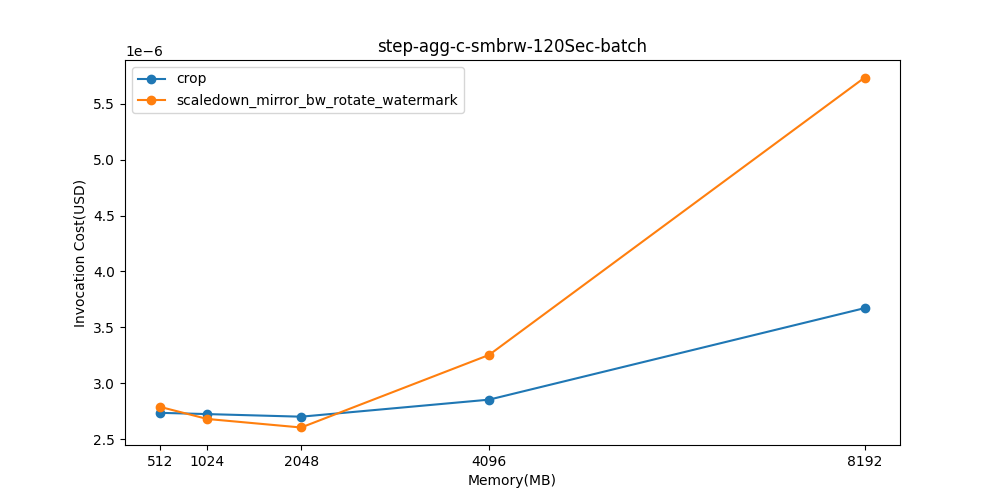 step-agg-c-smbrw-120Sec-batch
1e−6
crop
scaledown_mirror_bw_rotate_watermark
5.5
5.0
4.5
4.0
3.5
3.0
2.5
Invocation Cost(USD)
512 1024 2048 4096 8192
Memory(MB)